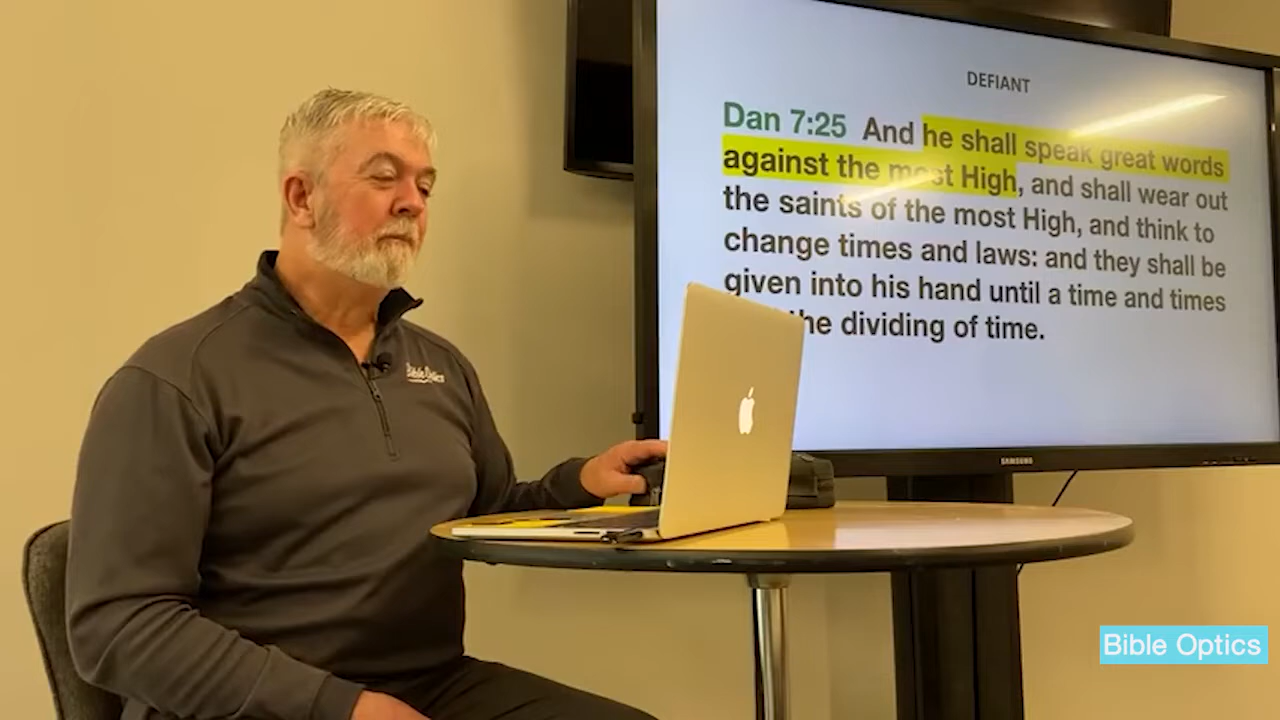 DEFIANT
Dan 7:25 And he shall speak great words
against the most High, and shall wear out
the saints of the most High, and think to
change times and laws: and they shall be
given into his hand until a time and times
the dividing of time.
Bible Optics
SAMSUNG
Bible Optics